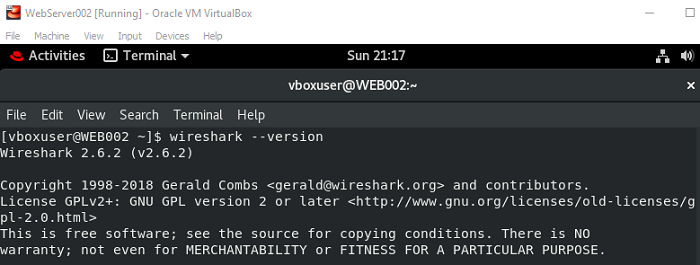 WebServer002 [Running] - Oracle VM VirtualBox
File Machine View Input Devices Help
Activities Terminal Sun 21:17
vboxuser@WEB002:~
File Edit View Search Terminal Help
[vboxuser@WEB002 ~]$ wireshark --version
Wireshark 2.6.2 (v2.6.2)
Copyright 1998-2018 Gerald Combs <gerald@wireshark.org> and contributors.
License GPLv2+: GNU GPL version 2 or later <http://www.gnu.org/licenses/old-licenses/g
pl-2.0.html>
This is free software; see the source for copying conditions. There is NO
warranty; not even for MERCHANTABILITY or FITNESS FOR A PARTICULAR PURPOSE.